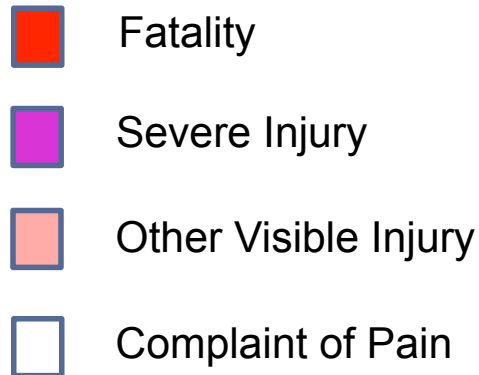 Fatality
Severe Injury
Other Visible Injury
Complaint of Pain